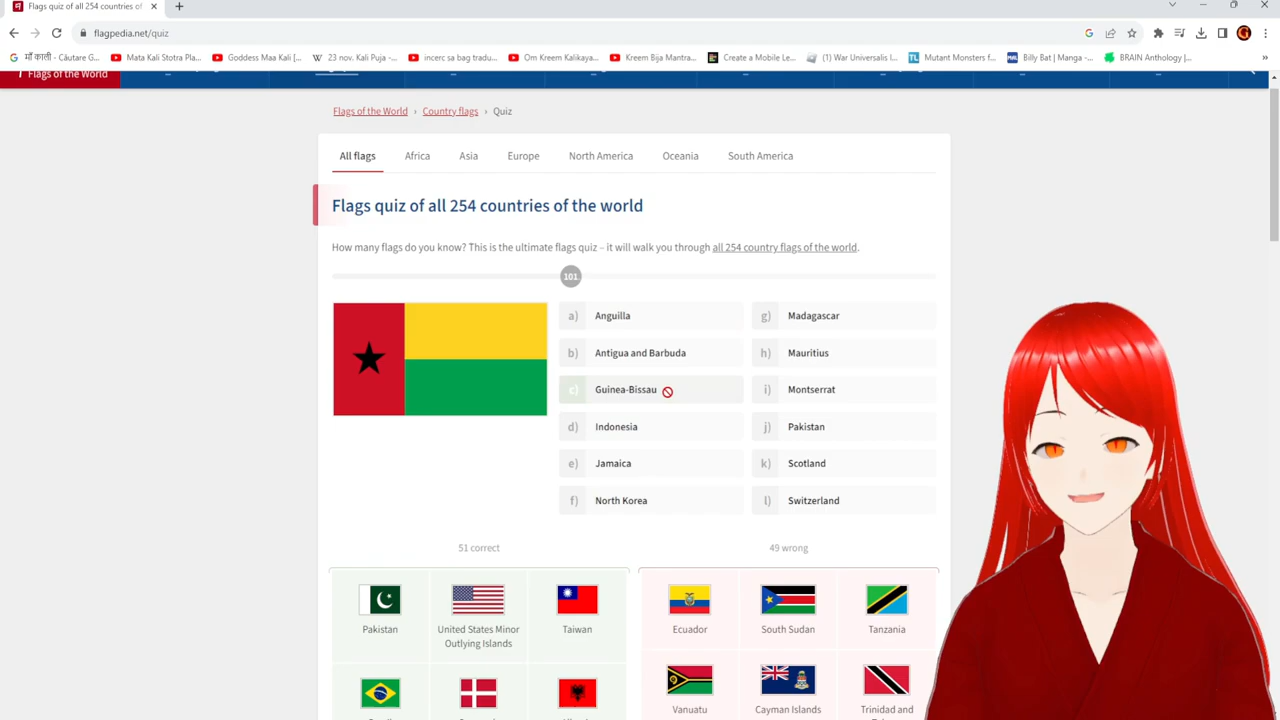 Flags quiz of all 254 countries of
flagpedia.net/quiz
माँ काली - Căutare G...
Mata Kali Stotra Pla...
Goddess Maa Kali [...
23 nov. Kali Puja -...
Om Kreem Kalikaya...
incerc sa bag tradu...
Kreem Bija Mantra...
Create a Mobile Le...
(1) War Universalis I...
Mutant Monsters f...
Billy Bat | Manga -...
BRAIN Anthology |...
Flags of the World
Flags of the World › Country flags › Quiz
All flags Africa Asia Europe North America Oceania South America
Flags quiz of all 254 countries of the world
How many flags do you know? This is the ultimate flags quiz – it will walk you through all 254 country flags of the world.
101.
a) Anguilla
b) Antigua and Barbuda
c) Guinea-Bissau
d) Indonesia
e) Jamaica
f) North Korea
g) Madagascar
h) Mauritius
i) Montserrat
j) Pakistan
k) Scotland
l) Switzerland
51 correct
49 wrong
Pakistan
United States Minor
Outlying Islands
Taiwan
Ecuador
South Sudan
Tanzania
Vanuatu
Cayman Islands
Trinidad and